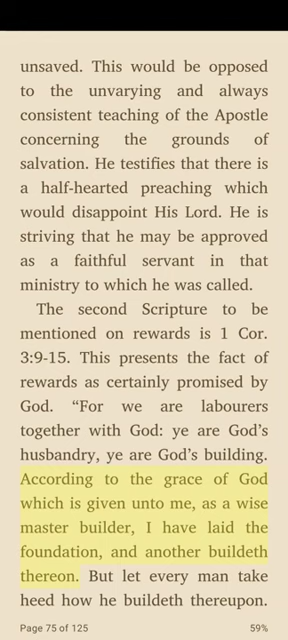 unsaved. This would be opposed
to the unvarying and always
consistent teaching of the Apostle
concerning the grounds of
salvation. He testifies that there is
a half-hearted preaching which
would disappoint His Lord. He is
striving that he may be approved
as a faithful servant in that
ministry to which he was called.
The second Scripture to be
mentioned on rewards is 1 Cor.
3:9-15. This presents the fact of
rewards as certainly promised by
God. “For we are labourers
together with God: ye are God’s
husbandry, ye are God’s building.
According to the grace of God
which is given unto me, as a wise
master builder, I have laid the
foundation, and another buildeth
thereon. But let every man take
heed how he buildeth thereupon.
Page 75 of 125 59%